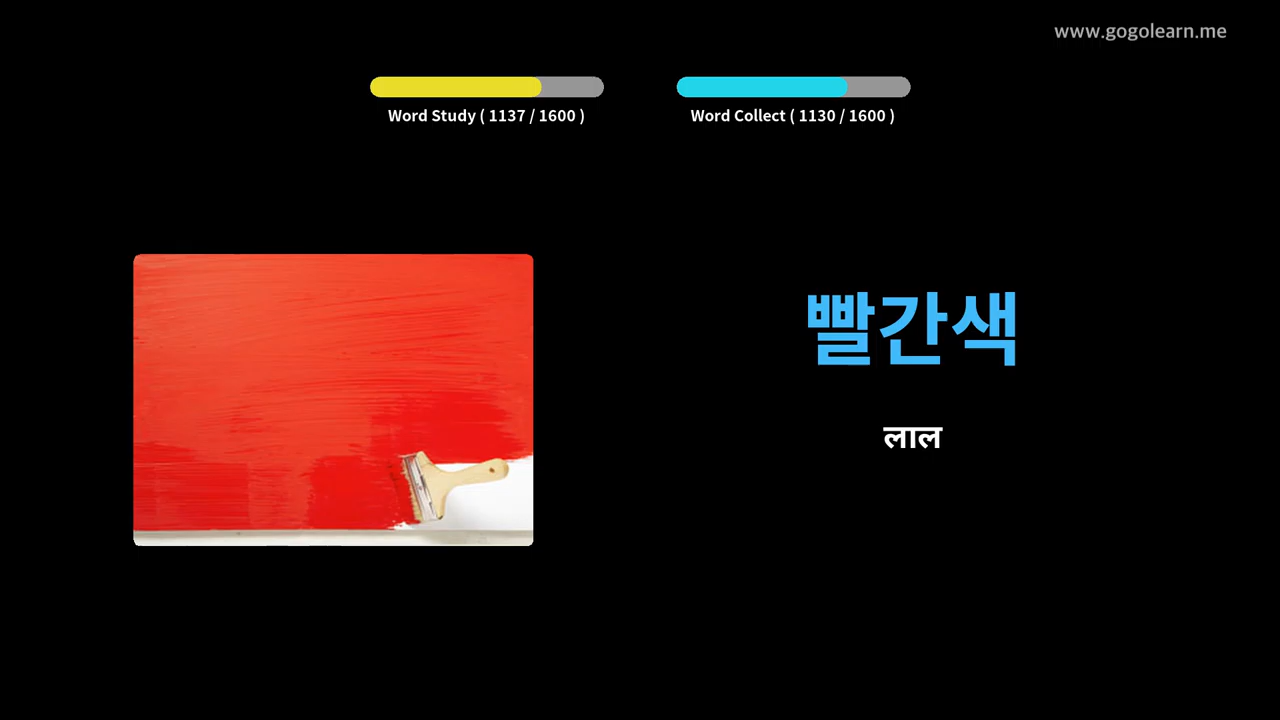 www.gogolearn.me
Word Study ( 1137 / 1600 )
Word Collect ( 1130 / 1600 )
빨간색
लाल